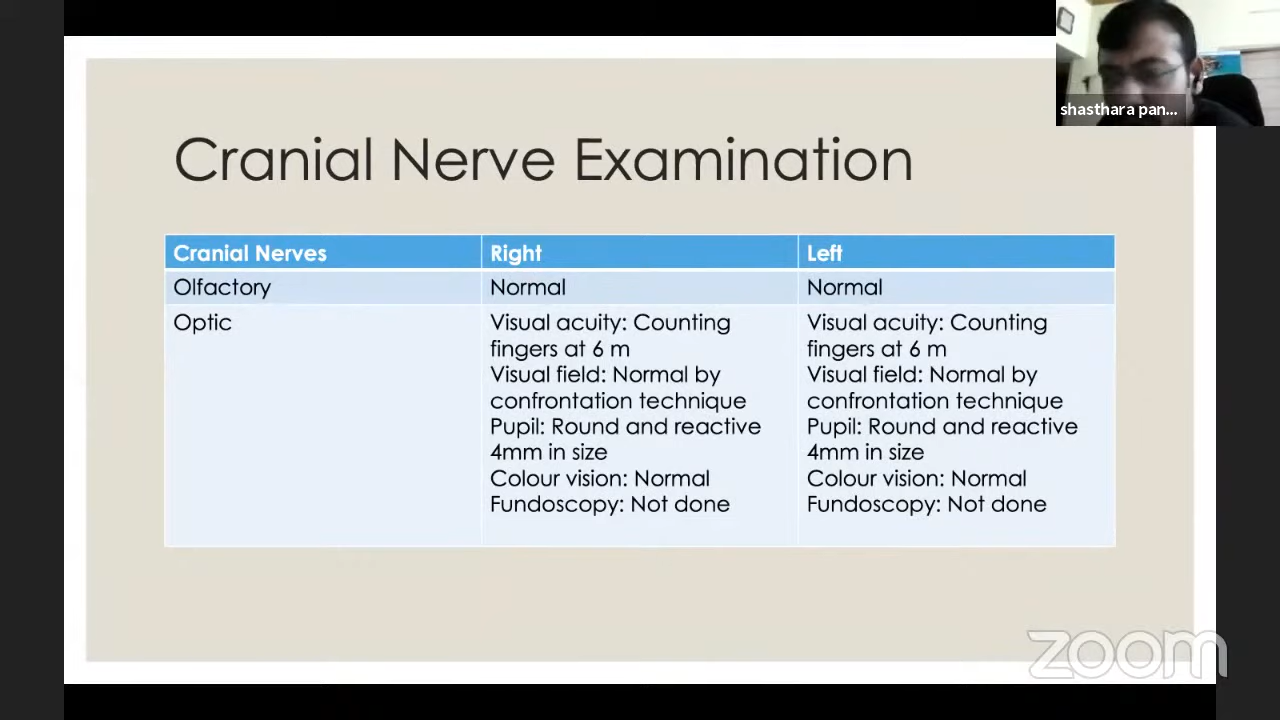 shasthara pan...
Cranial Nerve Examination
Cranial Nerves Right Left
Olfactory Normal Normal
Optic
Visual acuity: Counting
fingers at 6 m
Visual field: Normal by
confrontation technique
Pupil: Round and reactive
4mm in size
Colour vision: Normal
Fundoscopy: Not done
Visual acuity: Counting
fingers at 6 m
Visual field: Normal by
confrontation technique
Pupil: Round and reactive
4mm in size
Colour vision: Normal
Fundoscopy: Not done
zoom